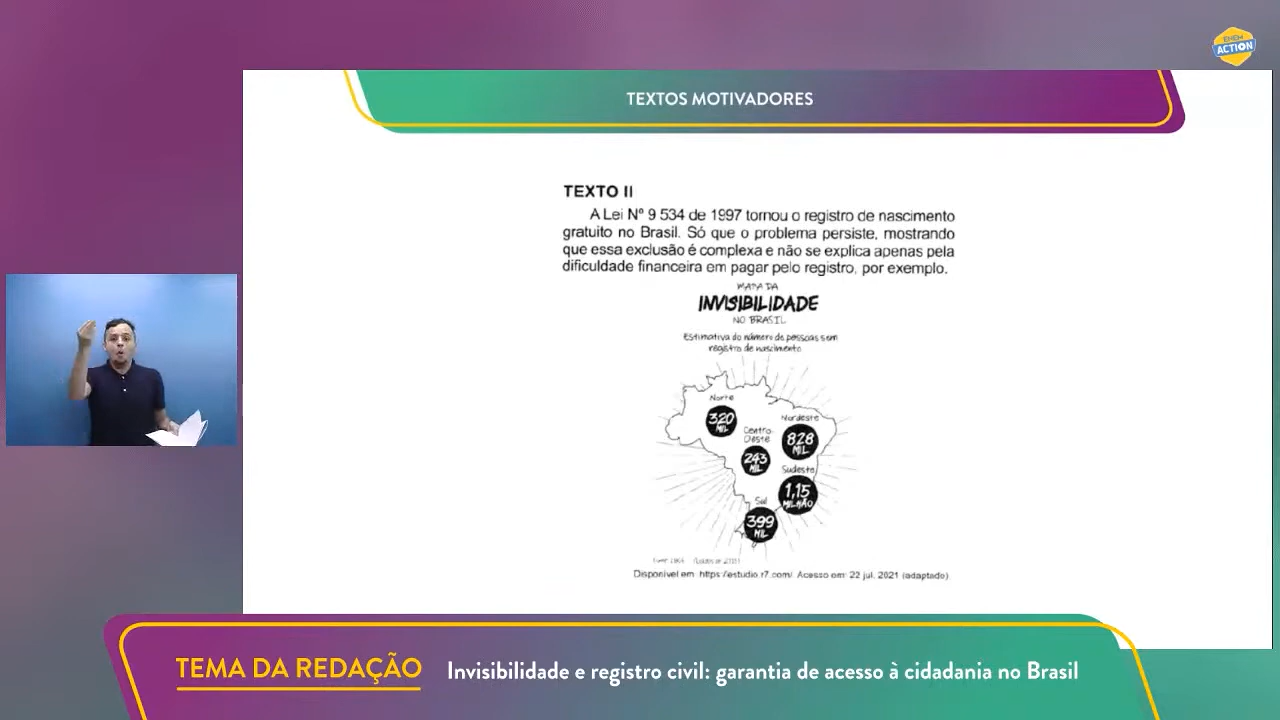 ENEM
ACTION
TEXTOS MOTIVADORES
TEXTO II
A Lei Nº 9 534 de 1997 tornou o registro de nascimento
gratuito no Brasil. Só que o problema persiste, mostrando
que essa exclusão é complexa e não se explica apenas pela
dificuldade financeira em pagar pelo registro, por exemplo.
MAPA DA
INVISIBILIDADE
NO BRASIL
Estimativa do número de pessoas sem
registro de nascimento
Norte
320
MIL
Nordeste
828
MIL
Centro-
Oeste
243
MIL
Sudeste
1,15
MILHÃO
Sul
399
MIL
Disponível em: https://estudio.r7.com/ Acesso em: 22 jul. 2021 (adaptado)
TEMA DA REDAÇÃO
Invisibilidade e registro civil: garantia de acesso à cidadania no Brasil